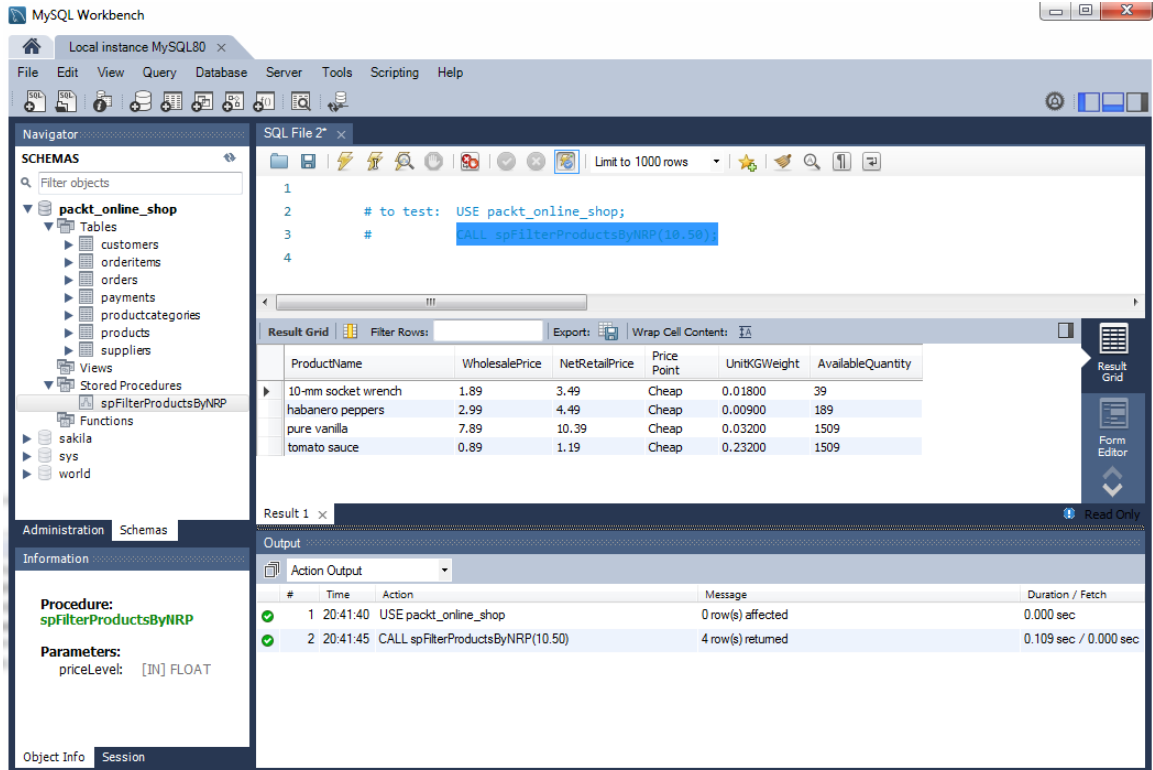 MySQL Workbench
Local instance MySQL80 ×
File Edit View Query Database Server Tools Scripting Help
Navigator
SCHEMAS
Filter objects
packt_online_shop
Tables
customers
orderitems
orders
payments
productcategories
products
suppliers
Views
Stored Procedures
spFilterProductsByNRP
Functions
sakila
sys
world
Administration Schemas
Information
Procedure:
spFilterProductsByNRP
Parameters:
priceLevel: [IN] FLOAT
Object Info Session
SQL File 2* ×
Limit to 1000 rows
1
2 # to test: USE packt_online_shop;
3 # CALL spFilterProductsByNRP(10.50);
4
Result Grid Filter Rows: Export: Wrap Cell Content: IA
ProductName WholesalePrice NetRetailPrice Price Point UnitKGWeight AvailableQuantity
10-mm socket wrench 1.89 3.49 Cheap 0.01800 39
habanero peppers 2.99 4.49 Cheap 0.00900 189
pure vanilla 7.89 10.39 Cheap 0.03200 1509
tomato sauce 0.89 1.19 Cheap 0.23200 1509
Result Grid
Form Editor
Result 1 ×
Read Only
Output
Action Output
# Time Action Message Duration / Fetch
1 20:41:40 USE packt_online_shop 0 row(s) affected 0.000 sec
2 20:41:45 CALL spFilterProductsByNRP(10.50) 4 row(s) returned 0.109 sec / 0.000 sec